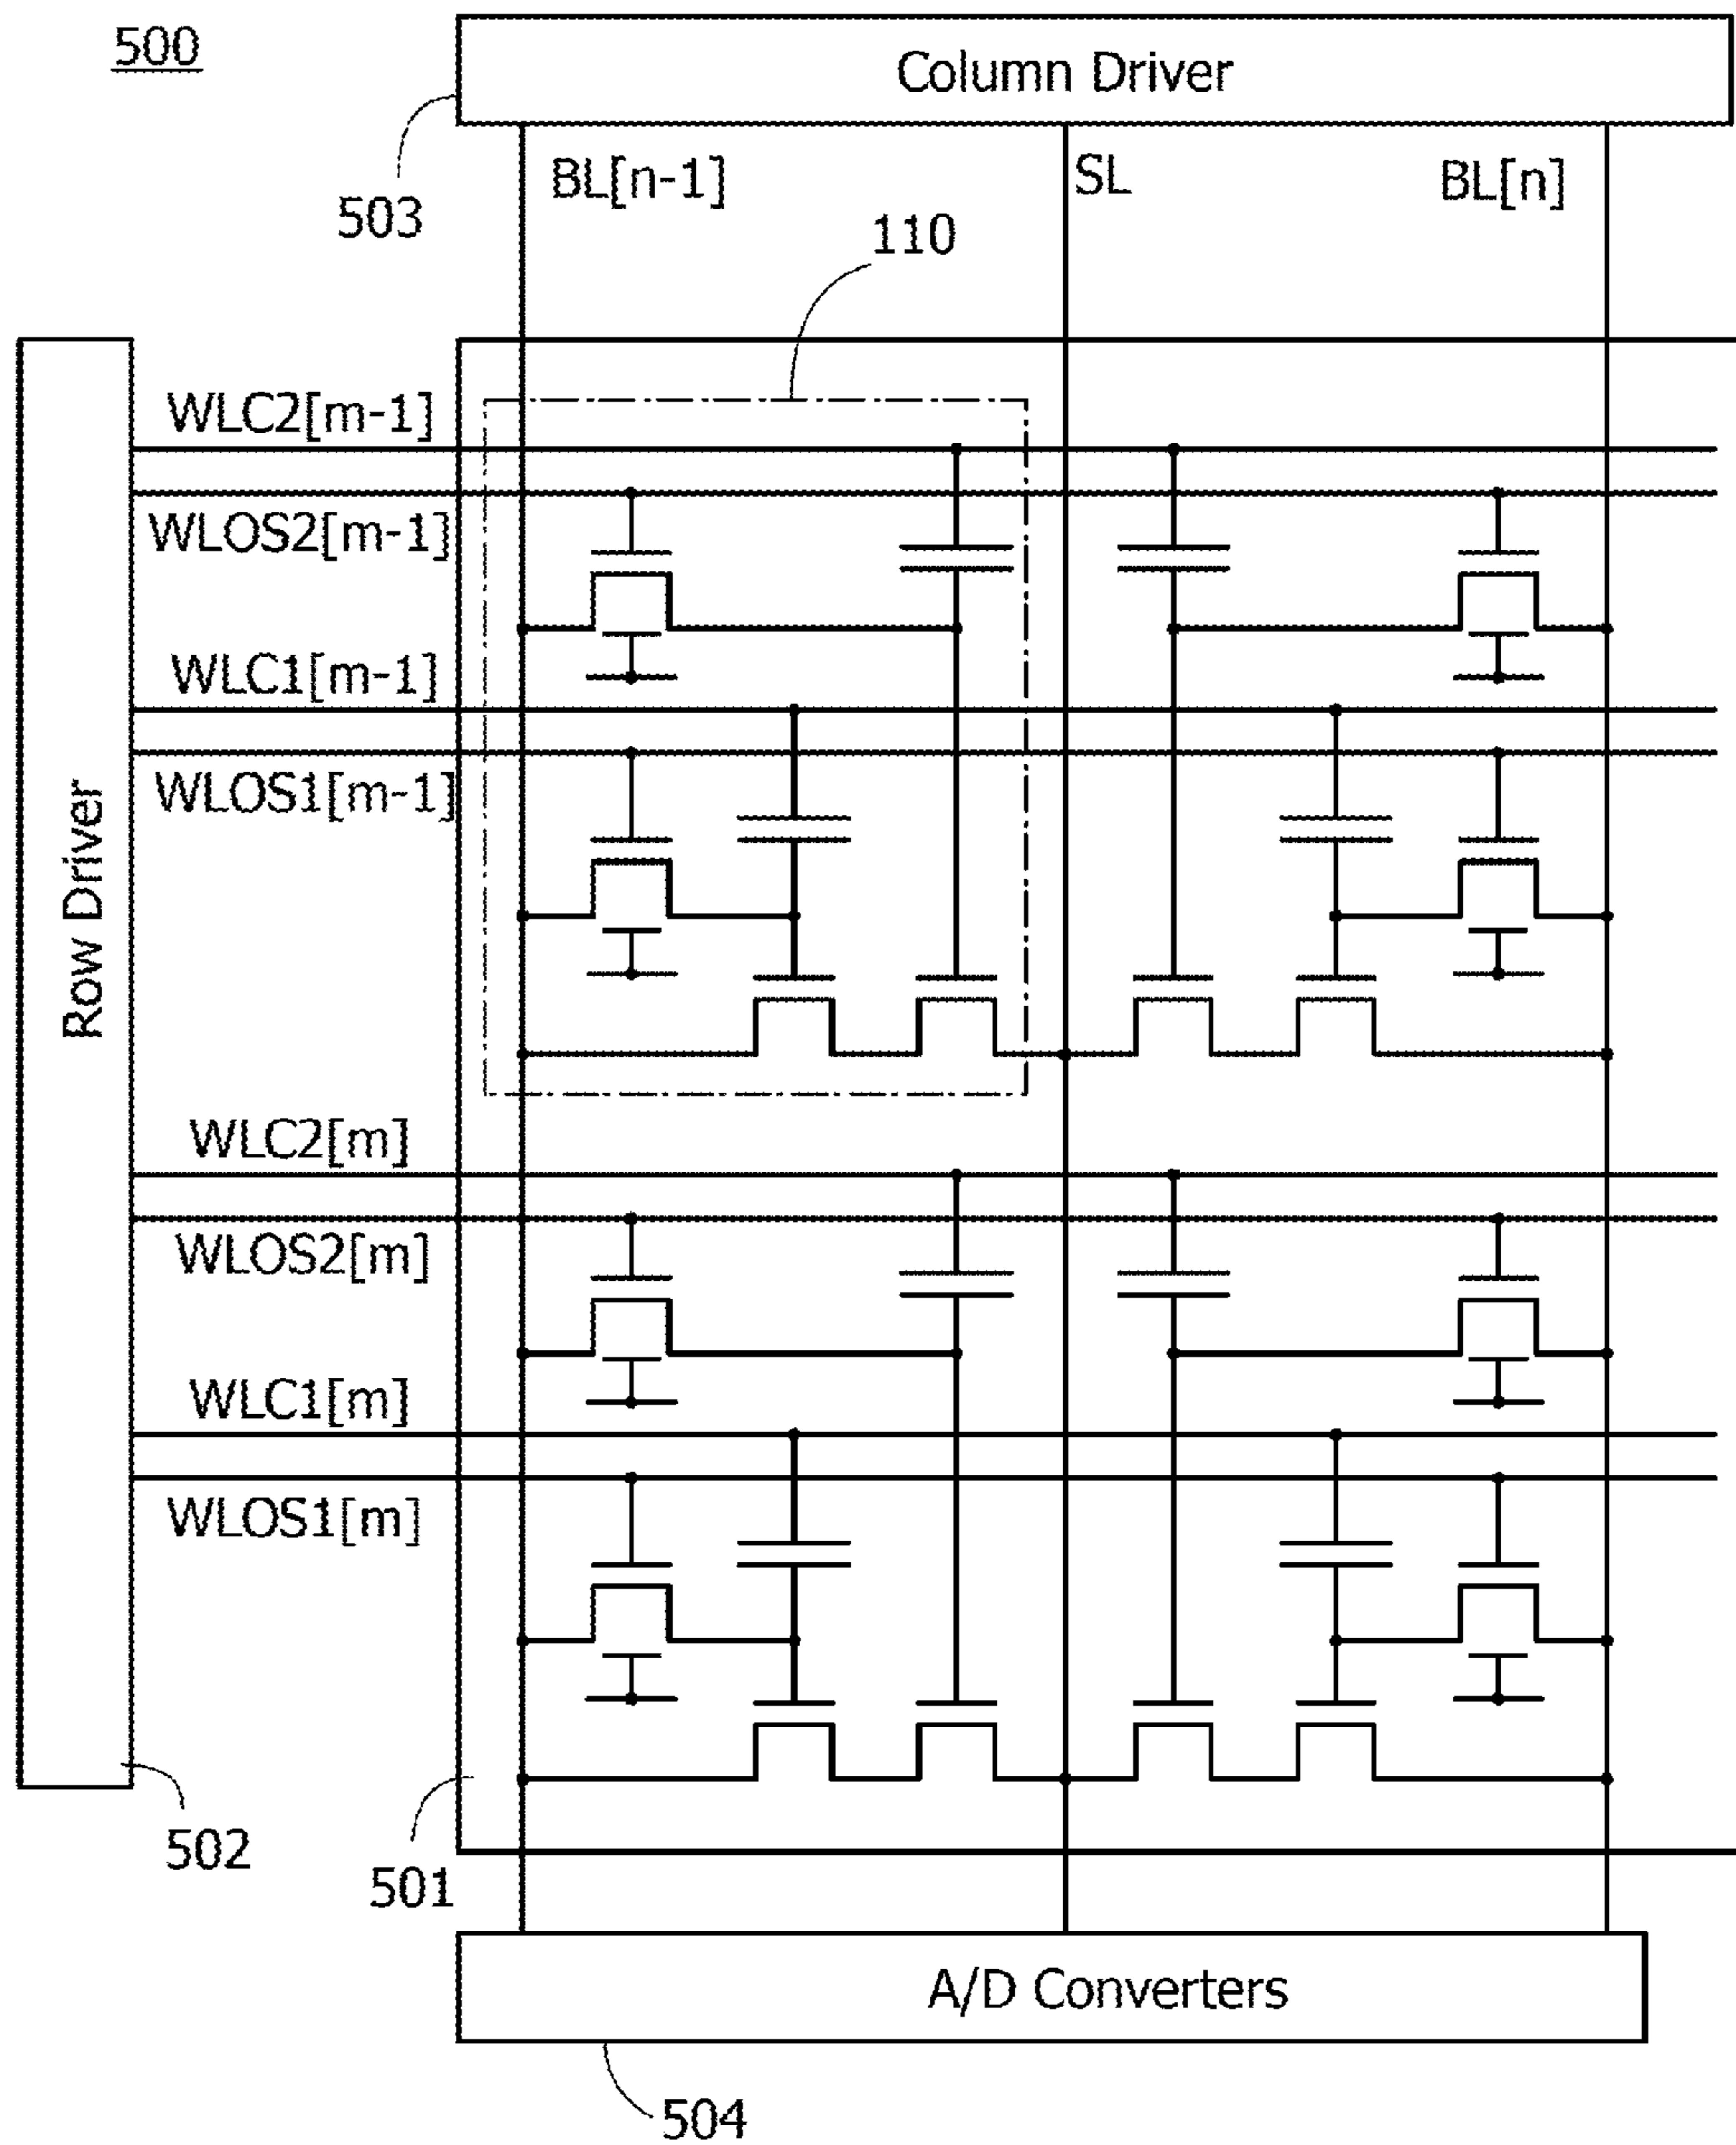 500
Column Driver
BL[n-1]
SL
BL[n]
503
110
WLC2[m-1]
WLOS2[m-1]
WLC1[m-1]
WLOS1[m-1]
Row Driver
WLC2[m]
WLOS2[m]
WLC1[m]
WLOS1[m]
502
501
A/D Converters
504